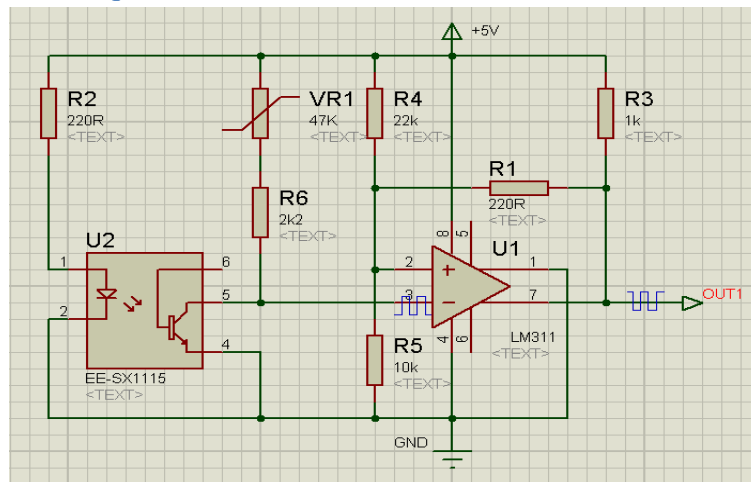 +5V
R2
220R
<TEXT>
VR1
47K
<TEXT>
R4
22k
<TEXT>
R3
1k
<TEXT>
R1
220R
<TEXT>
R6
2k2
<TEXT>
U2
1
2
6
5
4
EE-SX1115
<TEXT>
8
5
U1
2
3
1
7
4
6
LM311
<TEXT>
OUT1
R5
10k
<TEXT>
GND